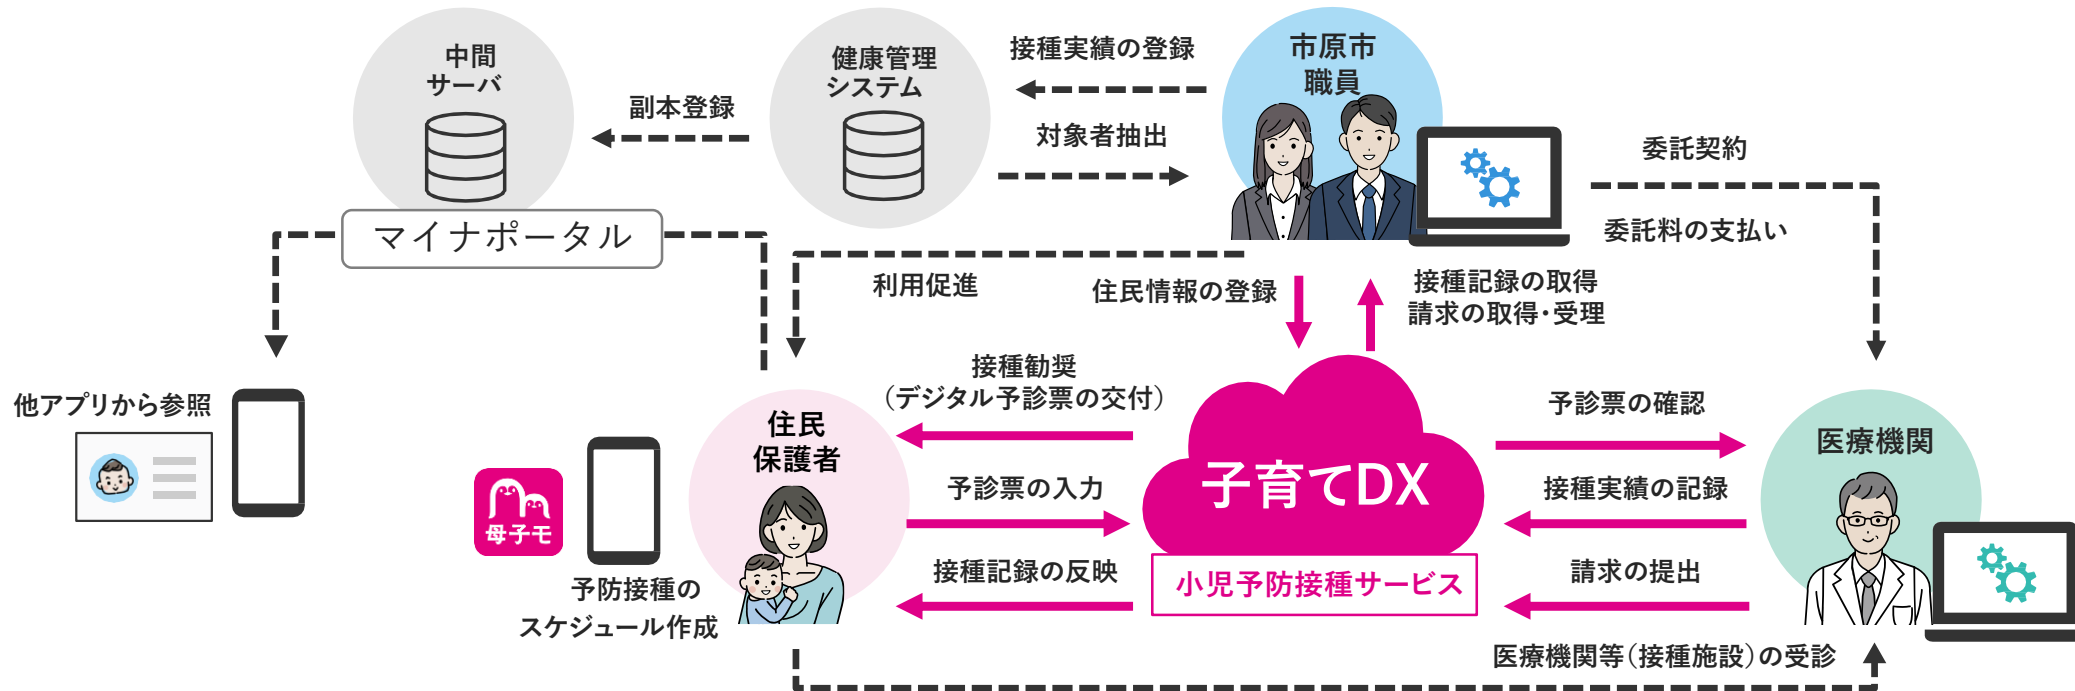 中間
サーバ
健康管理
システム
接種実績の登録
市原市
職員
副本登録
対象者抽出
委託契約
マイナポータル
委託料の支払い
利用促進
住民情報の登録
接種記録の取得
請求の取得・受理
接種勧奨
（デジタル予診票の交付）
他アプリから参照
住民
保護者
予診票の確認
医療機関
子育てDX
予診票の入力
接種実績の記録
母子モ
接種記録の反映
小児予防接種サービス
請求の提出
予防接種の
スケジュール作成
医療機関等（接種施設）の受診